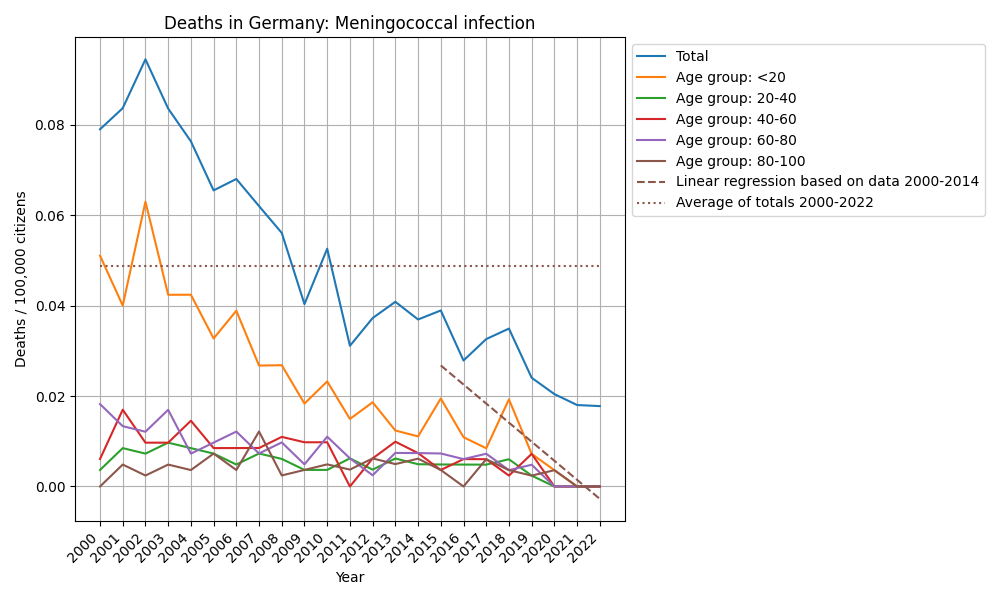 Deaths in Germany: Meningococcal infection
Total
Age group: <20
Age group: 20-40
Age group: 40-60
Age group: 60-80
Age group: 80-100
Linear regression based on data 2000-2014
Average of totals 2000-2022
Deaths / 100,000 citizens
0.08
0.06
0.04
0.02
0.00
2000 2001 2002 2003 2004 2005 2006 2007 2008 2009 2010 2011 2012 2013 2014 2015 2016 2017 2018 2019 2020 2021 2022
Year